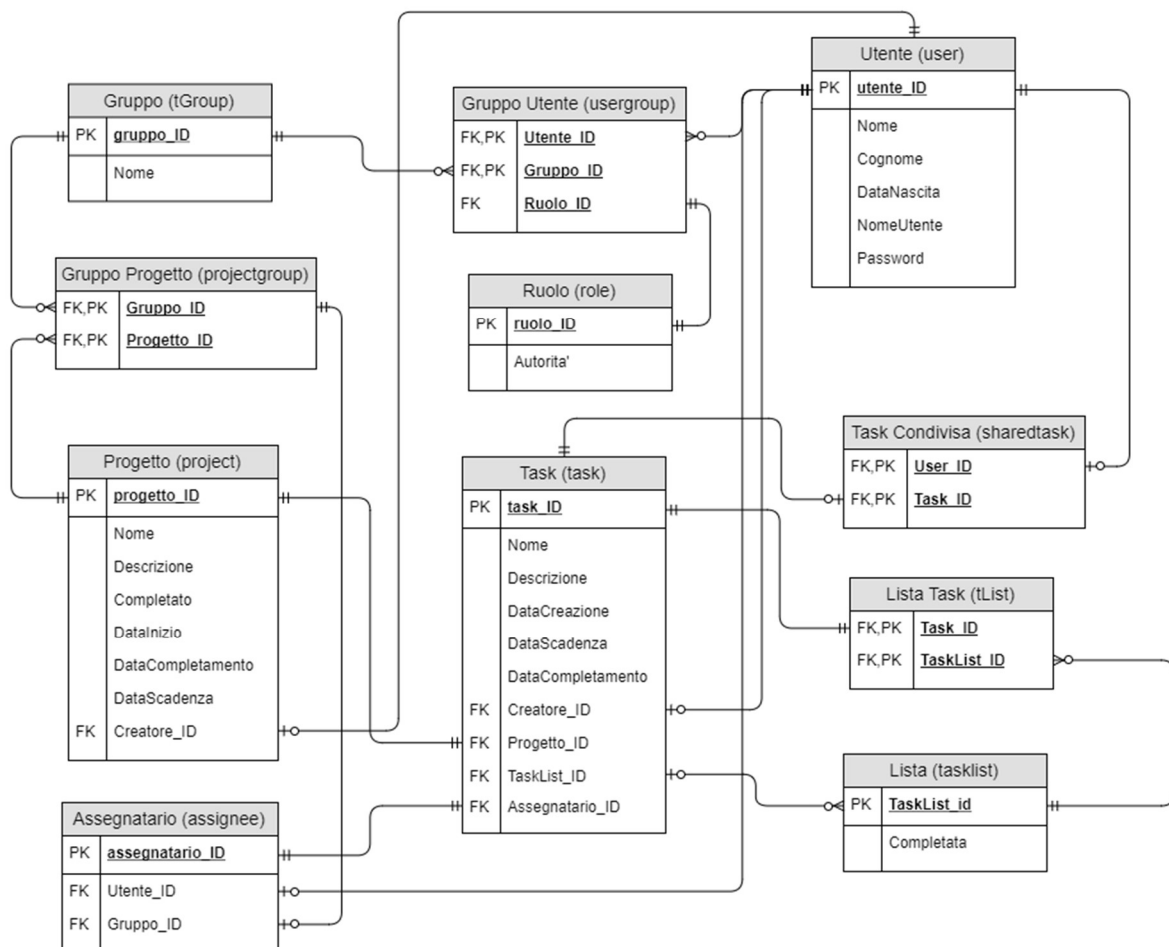 Utente (user)
PK utente_ID
Nome
Cognome
DataNascita
NomeUtente
Password
Gruppo (tGroup)
PK gruppo_ID
Nome
Gruppo Utente (usergroup)
FK,PK Utente_ID
FK,PK Gruppo_ID
FK Ruolo_ID
Gruppo Progetto (projectgroup)
FK,PK Gruppo_ID
FK,PK Progetto_ID
Ruolo (role)
PK ruolo_ID
Autorita'
Task Condivisa (sharedtask)
FK,PK User_ID
FK,PK Task_ID
Progetto (project)
PK progetto_ID
Nome
Descrizione
Completato
DataInizio
DataCompletamento
DataScadenza
FK Creatore_ID
Task (task)
PK task_ID
Nome
Descrizione
DataCreazione
DataScadenza
DataCompletamento
FK Creatore_ID
FK Progetto_ID
FK TaskList_ID
FK Assegnatario_ID
Lista Task (tList)
FK,PK Task_ID
FK,PK TaskList_ID
Lista (tasklist)
PK TaskList_id
Completata
Assegnatario (assignee)
PK assegnatario_ID
FK Utente_ID
FK Gruppo_ID